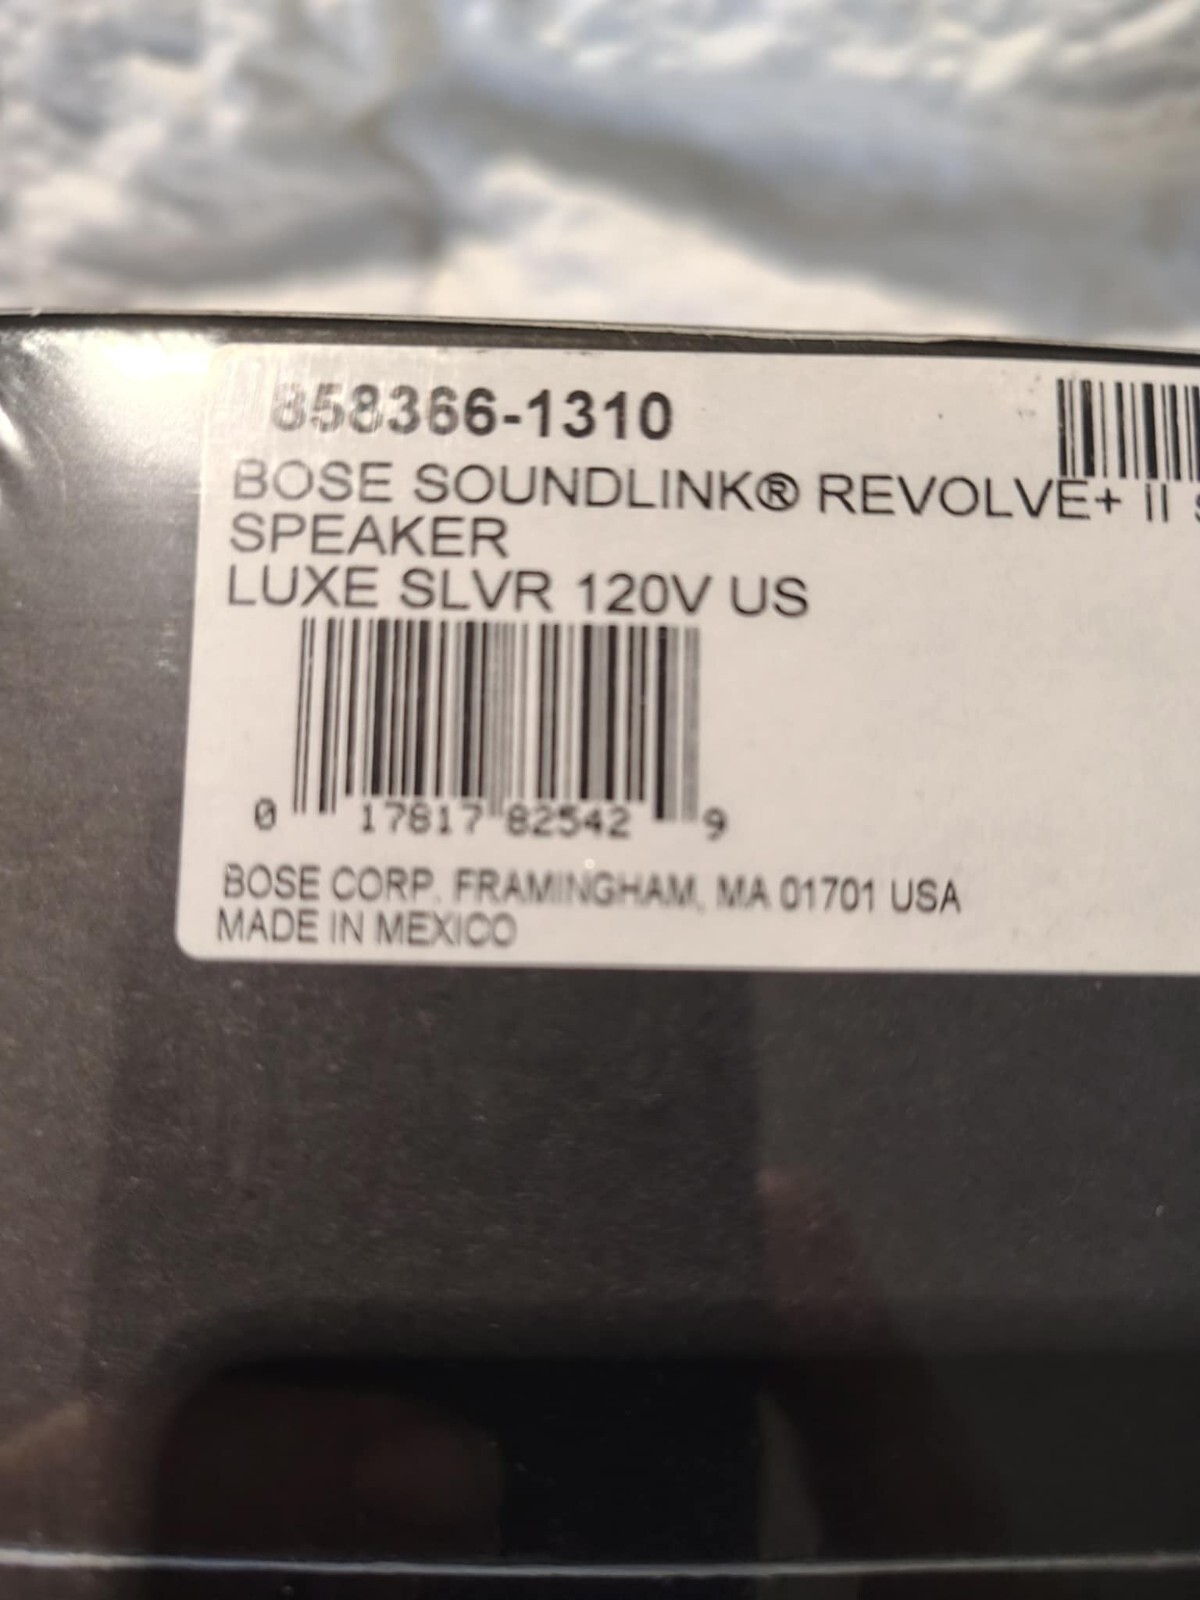 858366-1310
BOSE SOUNDLINK® REVOLVE+ II
SPEAKER
LUXE SLVR 120V US
0 17817 82542 9
BOSE CORP. FRAMINGHAM, MA 01701 USA
MADE IN MEXICO